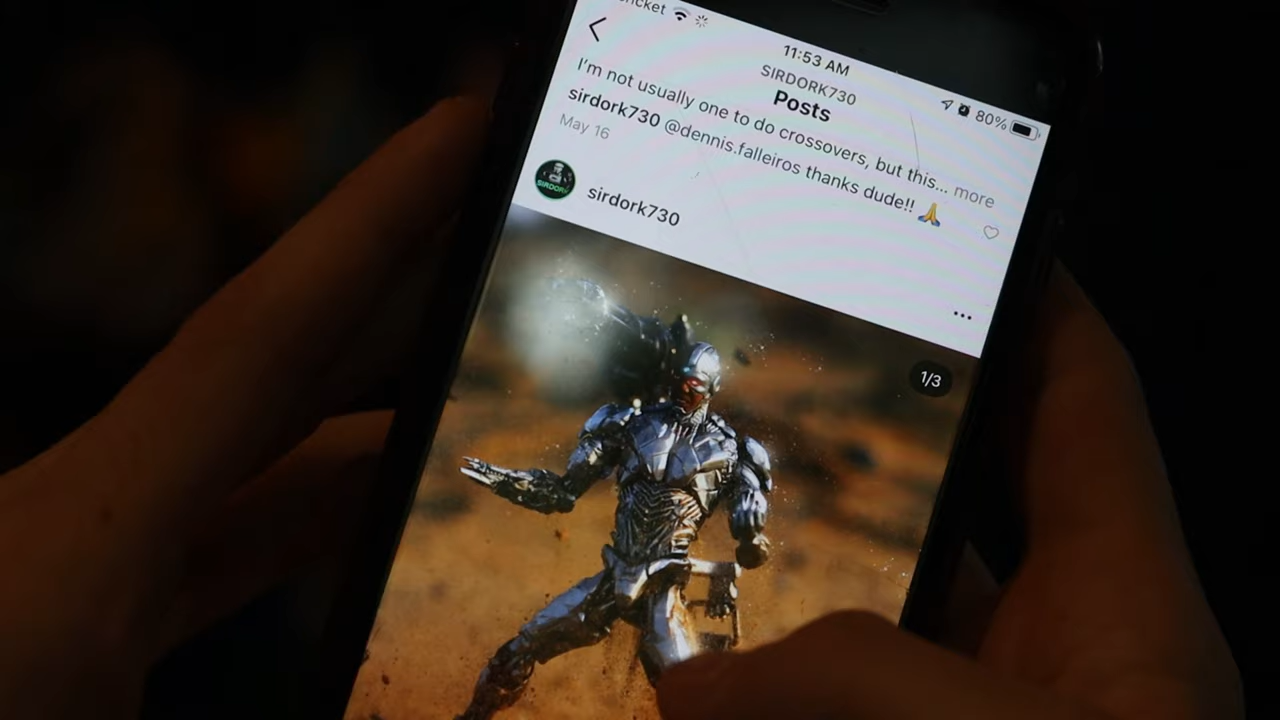 cricket
11:53 AM
80%
SIRDORK730
Posts
I'm not usually one to do crossovers, but this... more
sirdork730 @dennis.falleiros thanks dude!! 🙏
May 16
SIRDORK
sirdork730
...
1/3